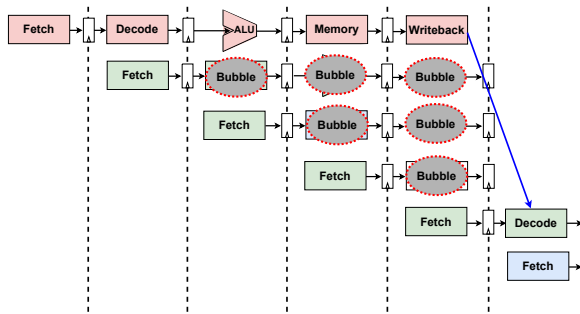 Fetch Decode ALU Memory Writeback
Fetch Bubble Bubble Bubble
Fetch Bubble Bubble
Fetch Bubble
Fetch Decode
Fetch